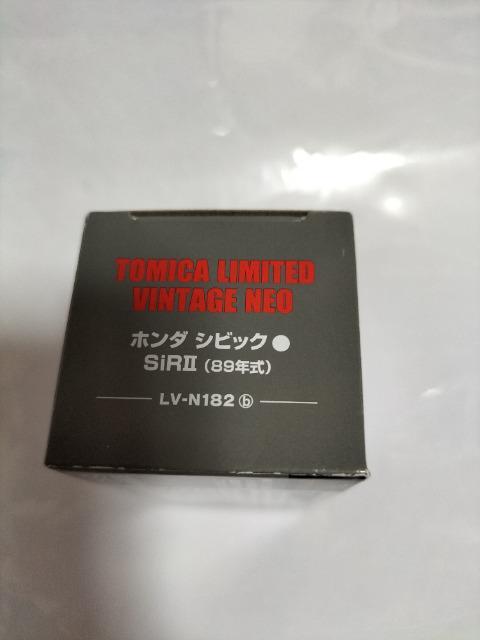 TOMICA LIMITED
VINTAGE NEO
ホンダ シビック●
SiRⅡ (89年式)
LV-N182 ⓑ